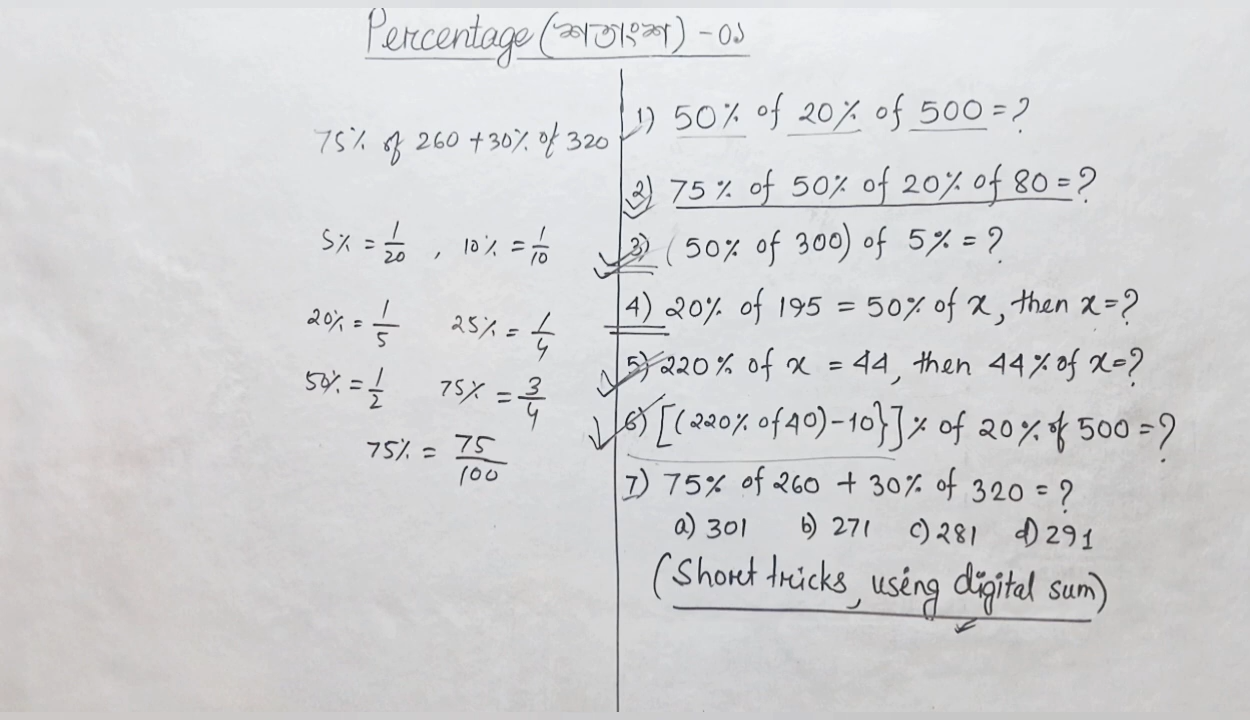 Percentage (শতাংশ) - 01
75% of 260 + 30% of 320
5% = 1/20 , 10% = 1/10
20% = 1/5 25% = 1/4
50% = 1/2 75% = 3/4
75% = 75/100
1) 50% of 20% of 500 = ?
2) 75% of 50% of 20% of 80 = ?
3) (50% of 300) of 5% = ?
4) 20% of 195 = 50% of x, then x = ?
5) 220% of x = 44, then 44% of x = ?
6) [(220% of 40) - 10}]% of 20% of 500 = ?
7) 75% of 260 + 30% of 320 = ?
a) 301 b) 271 c) 281 d) 291
(Short tricks, using digital sum)